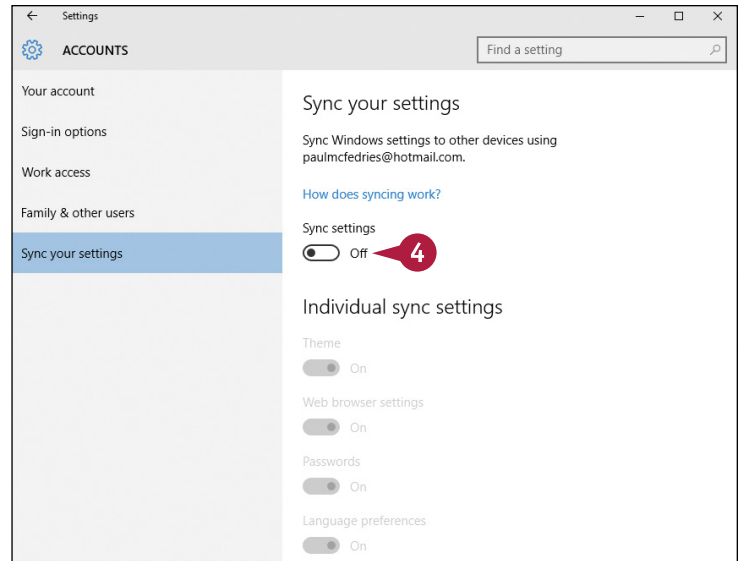 Settings
ACCOUNTS
Find a setting
Your account
Sign-in options
Work access
Family & other users
Sync your settings
Sync your settings
Sync Windows settings to other devices using
paulmcfedries@hotmail.com.
How does syncing work?
Sync settings
Off 4
Individual sync settings
Theme
On
Web browser settings
On
Passwords
On
Language preferences
On